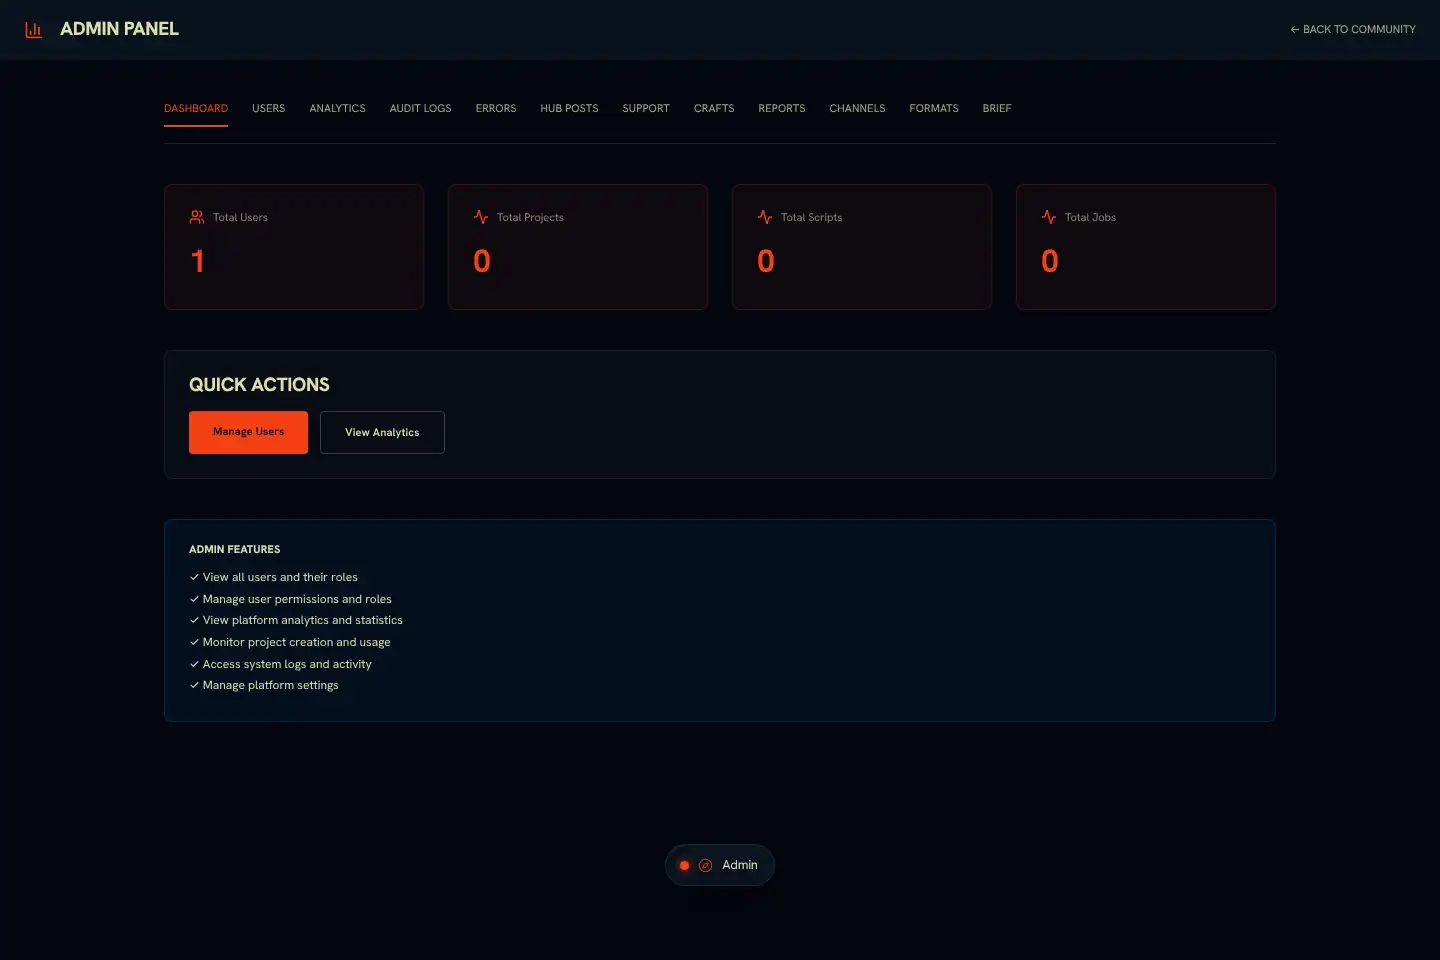 ADMIN PANEL
← BACK TO COMMUNITY
DASHBOARD USERS ANALYTICS AUDIT LOGS ERRORS HUB POSTS SUPPORT CRAFTS REPORTS CHANNELS FORMATS BRIEF
Total Users
1
Total Projects
0
Total Scripts
0
Total Jobs
0
QUICK ACTIONS
Manage Users
View Analytics
ADMIN FEATURES
✓ View all users and their roles
✓ Manage user permissions and roles
✓ View platform analytics and statistics
✓ Monitor project creation and usage
✓ Access system logs and activity
✓ Manage platform settings
Admin